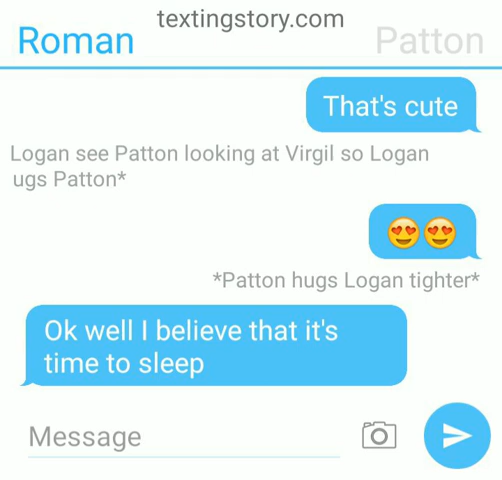 textingstory.com
Roman Patton
That's cute
Logan see Patton looking at Virgil so Logan
ugs Patton*
😍😍
*Patton hugs Logan tighter*
Ok well I believe that it's
time to sleep
Message